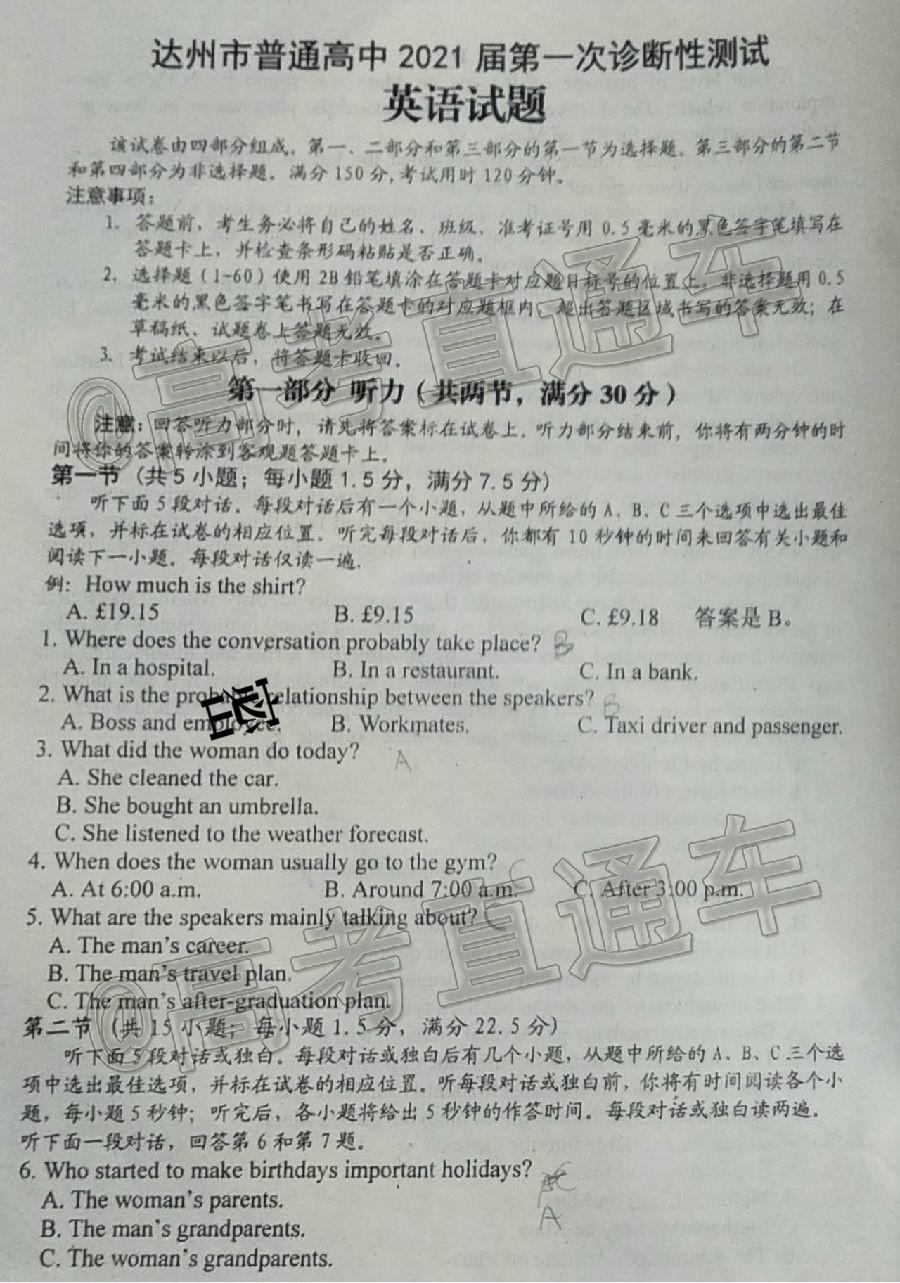 达州市普通高中 2021 届第一次诊断性测试
英语试题
该试卷由四部分组成。第一、二部分和第三部分的第一节为选择题。第三部分的第二节
和第四部分为非选择题。满分 150 分,考试用时 120 分钟。
注意事项:
1. 答题前,考生务必将自己的姓名、班级、准考证号用 0.5 毫米的黑色签字笔填写在
答题卡上,并检查条形码粘贴是否正确。
2. 选择题(1-60)使用 2B 铅笔填涂在答题卡对应题目标号的位置上,非选择题用 0.5
毫米的黑色签字笔书写在答题卡的对应题框内,超出答题区域书写的答案无效;在
草稿纸、试题卷上答题无效。
3. 考试结束以后,将答题卡收回。
第一部分 听力(共两节,满分 30 分)
注意:回答听力部分时,请先将答案标在试卷上。听力部分结束前,你将有两分钟的时
间将你的答案转涂到客观题答题卡上。
第一节 (共 5 小题;每小题 1.5 分,满分 7.5 分)
听下面 5 段对话。每段对话后有一个小题,从题中所给的 A、B、C 三个选项中选出最佳
选项,并标在试卷的相应位置。听完每段对话后,你都有 10 秒钟的时间来回答有关小题和
阅读下一小题。每段对话仅读一遍.
例: How much is the shirt?
A. £19.15 B. £9.15 C. £9.18 答案是 B。
1. Where does the conversation probably take place? B
A. In a hospital. B. In a restaurant. C. In a bank.
2. What is the probable relationship between the speakers? B
A. Boss and employee. B. Workmates. C. Taxi driver and passenger.
3. What did the woman do today? A
A. She cleaned the car.
B. She bought an umbrella.
C. She listened to the weather forecast.
4. When does the woman usually go to the gym? C
A. At 6:00 a.m. B. Around 7:00 a.m. C. After 3:00 p.m.
5. What are the speakers mainly talking about? C
A. The man's career.
B. The man's travel plan.
C. The man's after-graduation plan.
第二节 (共 15 小题;每小题 1.5 分,满分 22.5 分)
听下面 5 段对话或独白。每段对话或独白后有几个小题,从题中所给的 A、B、C 三个选
项中选出最佳选项,并标在试卷的相应位置。听每段对话或独白前,你将有时间阅读各个小
题,每小题 5 秒钟;听完后,各小题将给出 5 秒钟的作答时间。每段对话或独白读两遍.
听下面一段对话,回答第 6 和第 7 题。
6. Who started to make birthdays important holidays?
A. The woman's parents.
A
B. The man's grandparents.
C. The woman's grandparents.
@高考直通车
@高考直通车